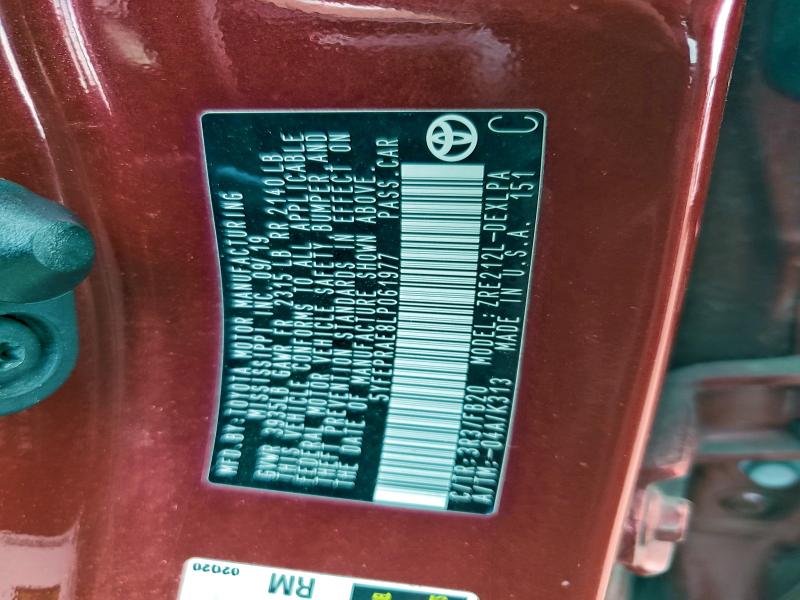 MFD. BY: TOYOTA MOTOR MANUFACTURING
MISSISSIPPI INC. 09/19
GVWR 3935LB GAWR FR 2315 LB RR 2140LB
THIS VEHICLE CONFORMS TO ALL APPLICABLE
FEDERAL MOTOR VEHICLE SAFETY BUMPER AND
THEFT PREVENTION STANDARDS IN EFFECT ON
THE DATE OF MANUFACTURE SHOWN ABOVE.
5YFEPRAE8LP061977 PASS.CAR
C/TR:3R3/FB20 MODEL:ZRE212L-DEXLPA
A/TM:-04A/K313 MADE IN U.S.A. 151
C
RM